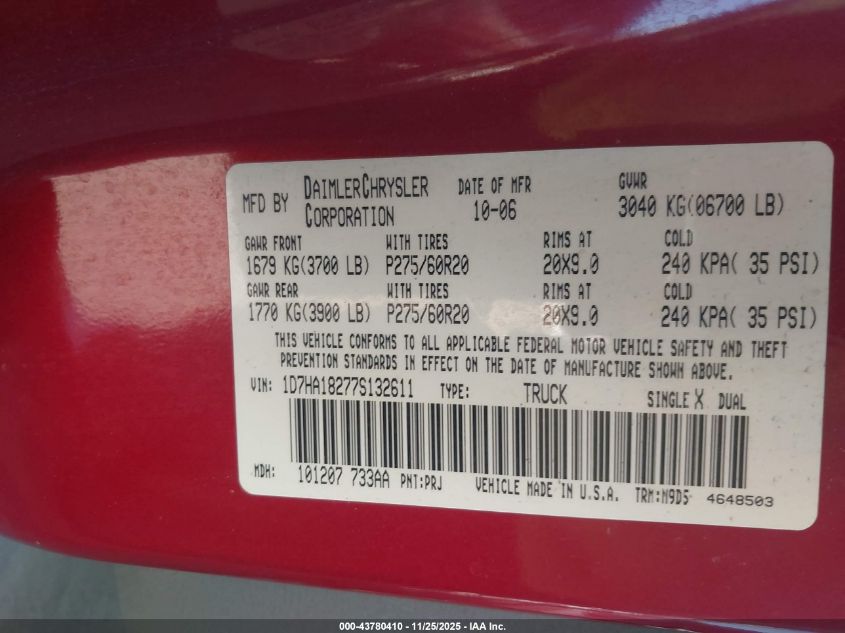 MFD BY DAIMLERCHRYSLER CORPORATION DATE OF MFR 10-06 GVWR 3040 KG(06700 LB)
GAWR FRONT WITH TIRES RIMS AT COLD
1679 KG(3700 LB) P275/60R20 20X9.0 240 KPA( 35 PSI)
GAWR REAR WITH TIRES RIMS AT COLD
1770 KG(3900 LB) P275/60R20 20X9.0 240 KPA( 35 PSI)
THIS VEHICLE CONFORMS TO ALL APPLICABLE FEDERAL MOTOR VEHICLE SAFETY AND THEFT
PREVENTION STANDARDS IN EFFECT ON THE DATE OF MANUFACTURE SHOWN ABOVE.
VIN: 1D7HA18277S132611 TYPE: TRUCK SINGLE X DUAL
MDH: 101207 733AA PNT:PRJ VEHICLE MADE IN U.S.A. TRM:N9D5 4648503
000-43780410 - 11/25/2025 - IAA Inc.